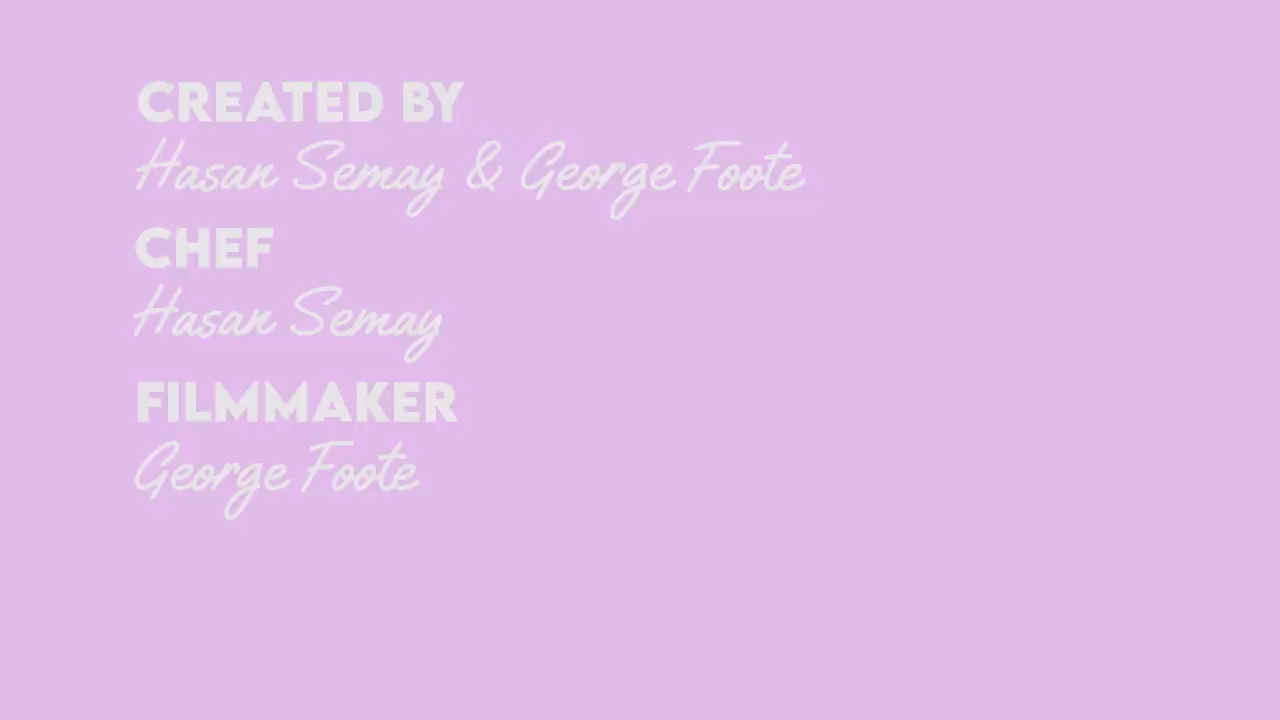 CREATED BY
Hasan Semay & George Foote
CHEF
Hasan Semay
FILMMAKER
George Foote